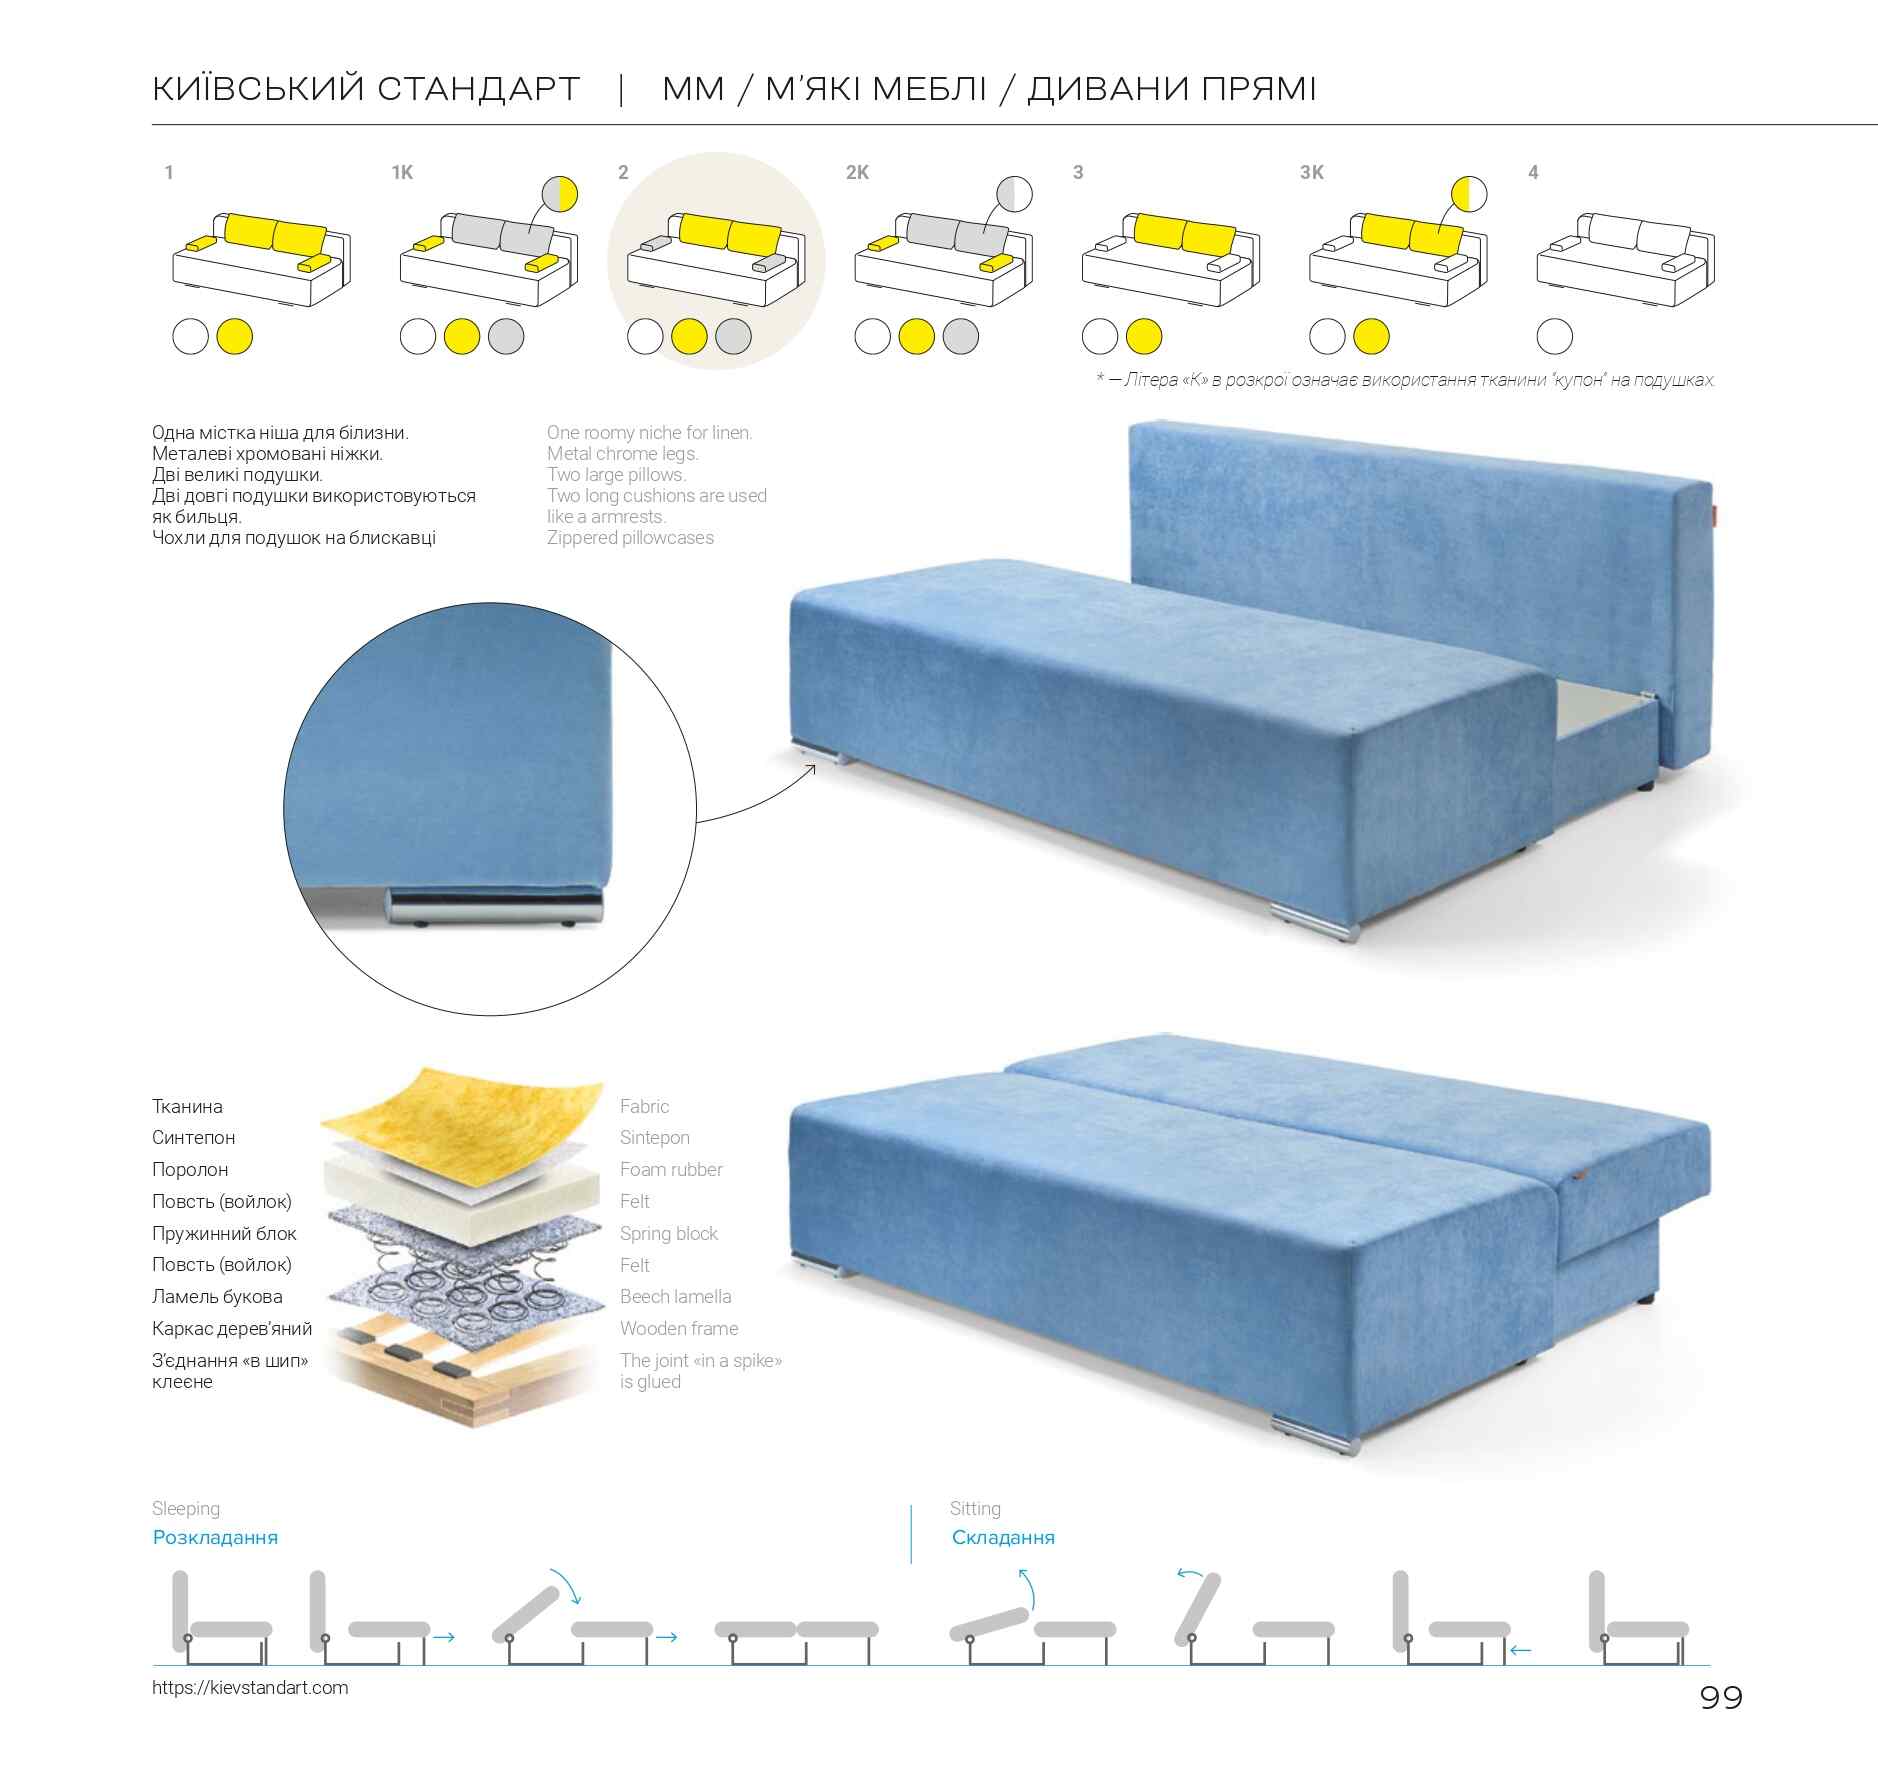 КИЇВСЬКИЙ СТАНДАРТ | ММ / М’ЯКІ МЕБЛІ / ДИВАНИ ПРЯМІ
1 1K 2 2K 3 3K 4
* — Літера «К» в розкрої означає використання тканини “купон” на подушках.
Одна містка ніша для білизни.
Металеві хромовані ніжки.
Дві великі подушки.
Дві довгі подушки використовуються
як бильця.
Чохли для подушок на блискавці
One roomy niche for linen.
Metal chrome legs.
Two large pillows.
Two long cushions are used
like a armrests.
Zippered pillowcases
Тканина
Синтепон
Поролон
Повсть (войлок)
Пружинний блок
Повсть (войлок)
Ламель букова
Каркас дерев’яний
З’єднання «в шип»
клеєне
Fabric
Sintepon
Foam rubber
Felt
Spring block
Felt
Beech lamella
Wooden frame
The joint «in a spike»
is glued
Sleeping
Розкладання
Sitting
Складання
https://kievstandart.com
99